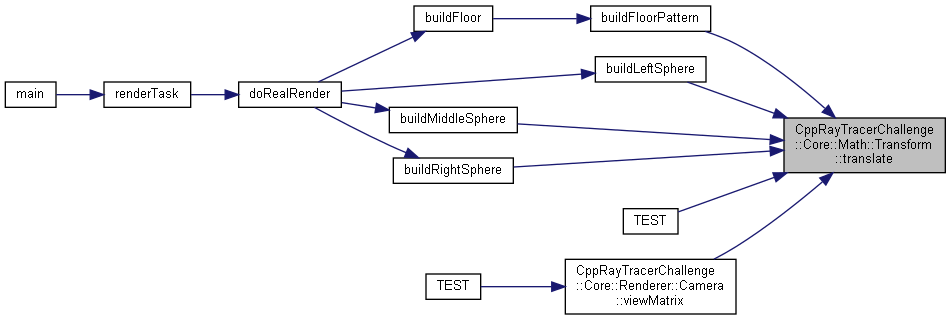 buildFloor
buildFloorPattern
buildLeftSphere
main
renderTask
doRealRender
buildMiddleSphere
CppRayTracerChallenge
::Core::Math::Transform
::translate
buildRightSphere
TEST
CppRayTracerChallenge
::Core::Renderer::Camera
::viewMatrix
TEST